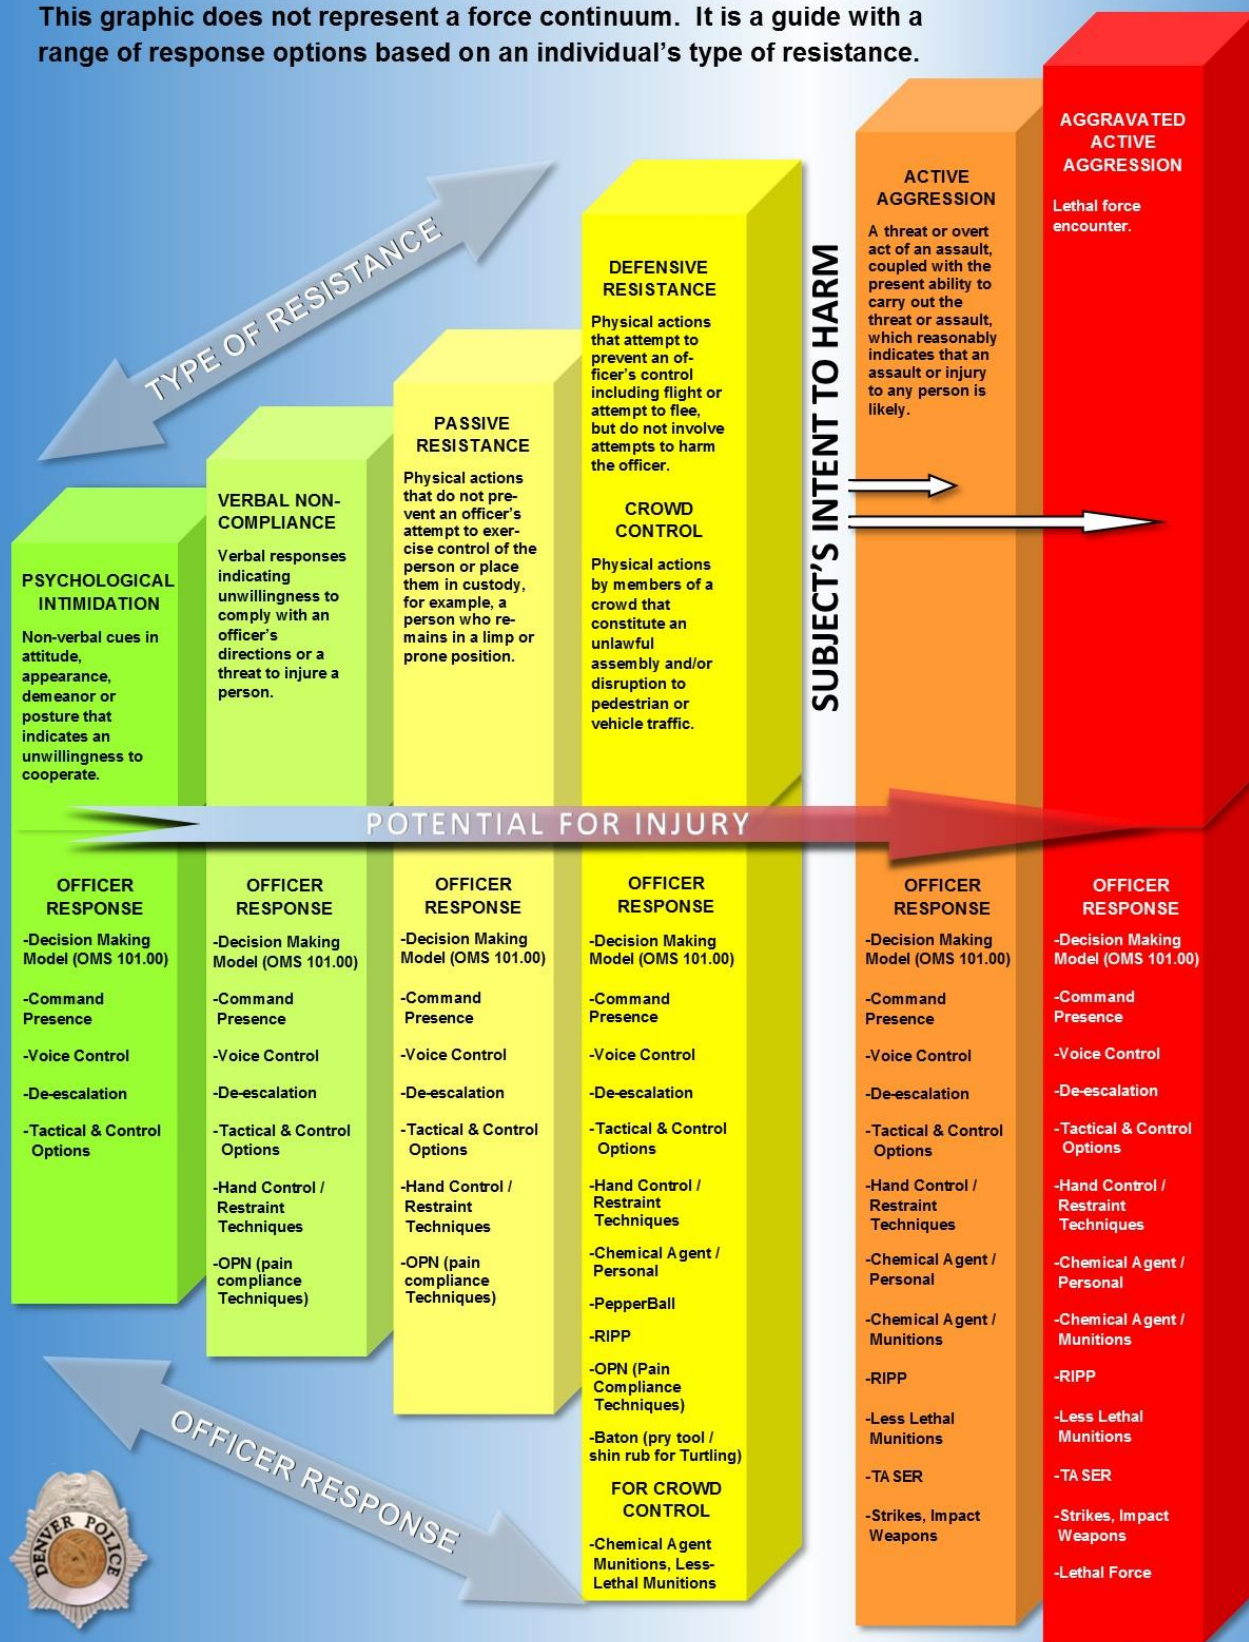 This graphic does not represent a force continuum.  It is a guide with a
range of response options based on an individual's type of resistance.
TYPE OF RESISTANCE
PSYCHOLOGICAL
INTIMIDATION
Non-verbal cues in
attitude,
appearance,
demeanor or
posture that
indicates an
unwillingness to
cooperate.
VERBAL NON-
COMPLIANCE
Verbal responses
indicating
unwillingness to
comply with an
officer's
directions or a
threat to injure a
person.
PASSIVE
RESISTANCE
Physical actions
that do not pre-
vent an officer's
attempt to exer-
cise control of the
person or place
them in custody,
for example, a
person who re-
mains in a limp or
prone position.
DEFENSIVE
RESISTANCE
Physical actions
that attempt to
prevent an of-
ficer's control
including flight or
attempt to flee,
but do not involve
attempts to harm
the officer.
CROWD
CONTROL
Physical actions
by members of a
crowd that
constitute an
unlawful
assembly and/or
disruption to
pedestrian or
vehicle traffic.
SUBJECT'S INTENT TO HARM
ACTIVE
AGGRESSION
A threat or overt
act of an assault,
coupled with the
present ability to
carry out the
threat or assault,
which reasonably
indicates that an
assault or injury
to any person is
likely.
AGGRAVATED
ACTIVE
AGGRESSION
Lethal force
encounter.
POTENTIAL FOR INJURY
OFFICER
RESPONSE
-Decision Making
Model (OMS 101.00)
-Command
Presence
-Voice Control
-De-escalation
-Tactical & Control
Options
OFFICER
RESPONSE
-Decision Making
Model (OMS 101.00)
-Command
Presence
-Voice Control
-De-escalation
-Tactical & Control
Options
-Hand Control /
Restraint
Techniques
-OPN (pain
compliance
Techniques)
OFFICER
RESPONSE
-Decision Making
Model (OMS 101.00)
-Command
Presence
-Voice Control
-De-escalation
-Tactical & Control
Options
-Hand Control /
Restraint
Techniques
-OPN (pain
compliance
Techniques)
OFFICER
RESPONSE
-Decision Making
Model (OMS 101.00)
-Command
Presence
-Voice Control
-De-escalation
-Tactical & Control
Options
-Hand Control /
Restraint
Techniques
-Chemical Agent /
Personal
-PepperBall
-RIPP
-OPN (Pain
Compliance
Techniques)
-Baton (pry tool /
shin rub for Turtling)
FOR CROWD
CONTROL
-Chemical Agent
Munitions, Less-
Lethal Munitions
OFFICER
RESPONSE
-Decision Making
Model (OMS 101.00)
-Command
Presence
-Voice Control
-De-escalation
-Tactical & Control
Options
-Hand Control /
Restraint
Techniques
-Chemical Agent /
Personal
-Chemical Agent /
Munitions
-RIPP
-Less Lethal
Munitions
-TASER
-Strikes, Impact
Weapons
OFFICER
RESPONSE
-Decision Making
Model (OMS 101.00)
-Command
Presence
-Voice Control
-De-escalation
-Tactical & Control
Options
-Hand Control /
Restraint
Techniques
-Chemical Agent /
Personal
-Chemical Agent /
Munitions
-RIPP
-Less Lethal
Munitions
-TASER
-Strikes, Impact
Weapons
-Lethal Force
OFFICER RESPONSE
DENVER POLICE